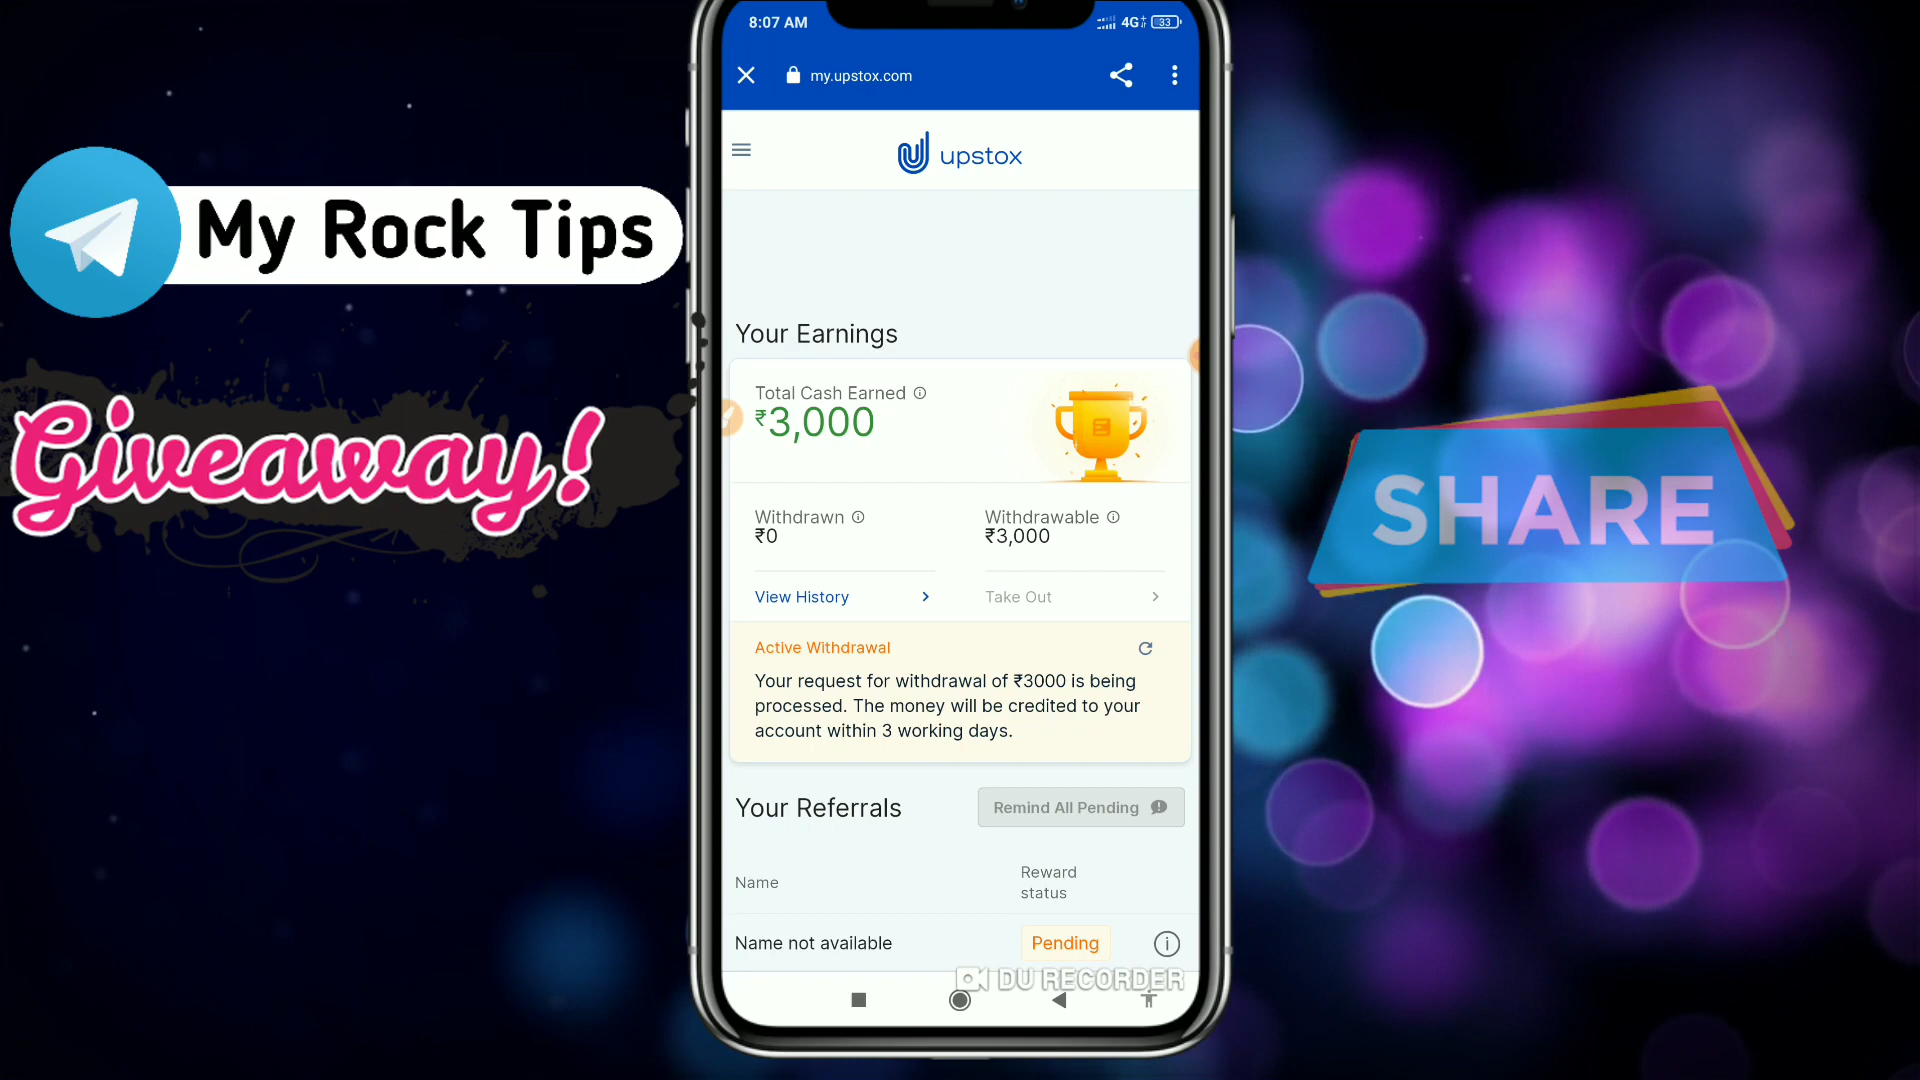 8:07 AM
4G+
33
my.upstox.com
upstox
My Rock Tips
Giveaway!
SHARE
Your Earnings
Total Cash Earned
₹3,000
Withdrawn
₹0
Withdrawable
₹3,000
View History
Take Out
Active Withdrawal
Your request for withdrawal of ₹3000 is being
processed. The money will be credited to your
account within 3 working days.
Your Referrals
Remind All Pending
Name
Reward
status
Name not available
Pending
DU RECORDER